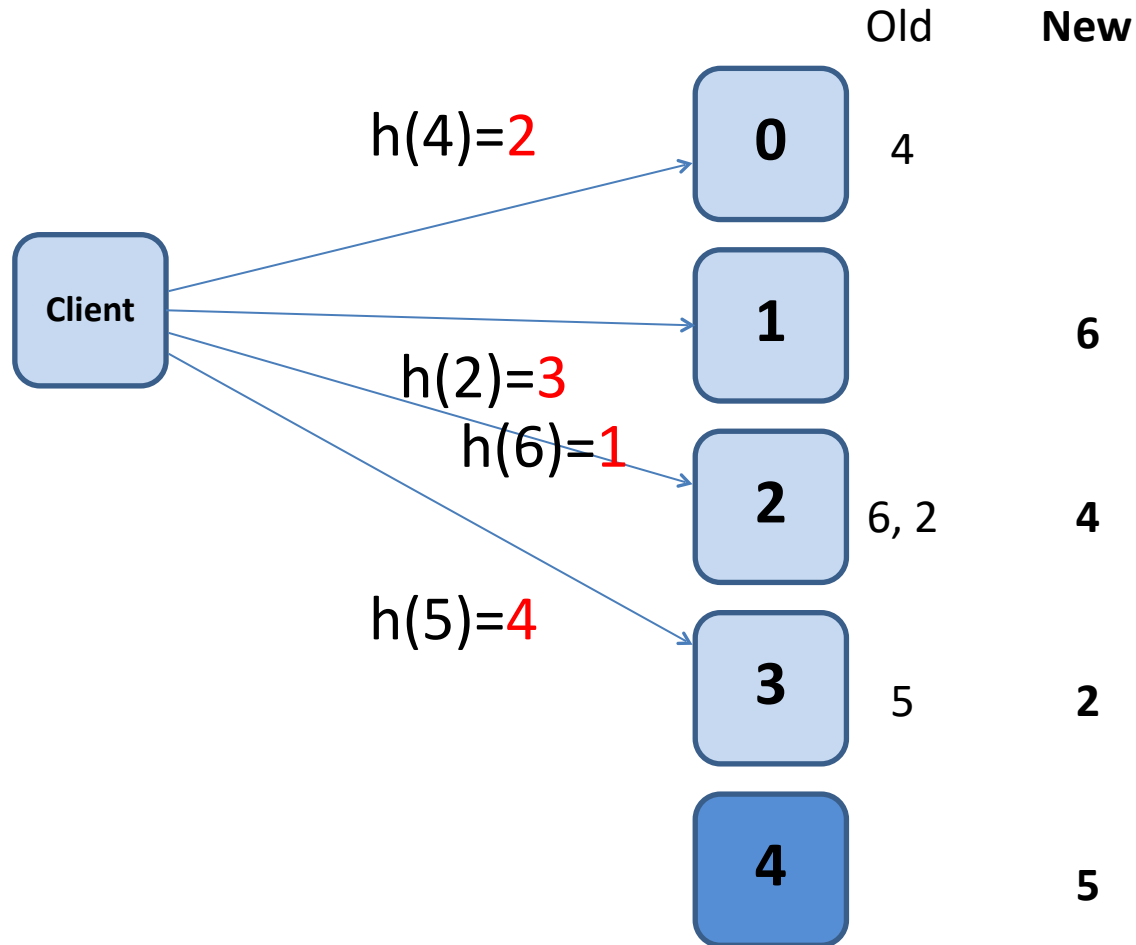 Old New
h(4)=2
0 4
Client
1 6
h(2)=3
h(6)=1
2 6, 2 4
h(5)=4
3 5 2
4 5